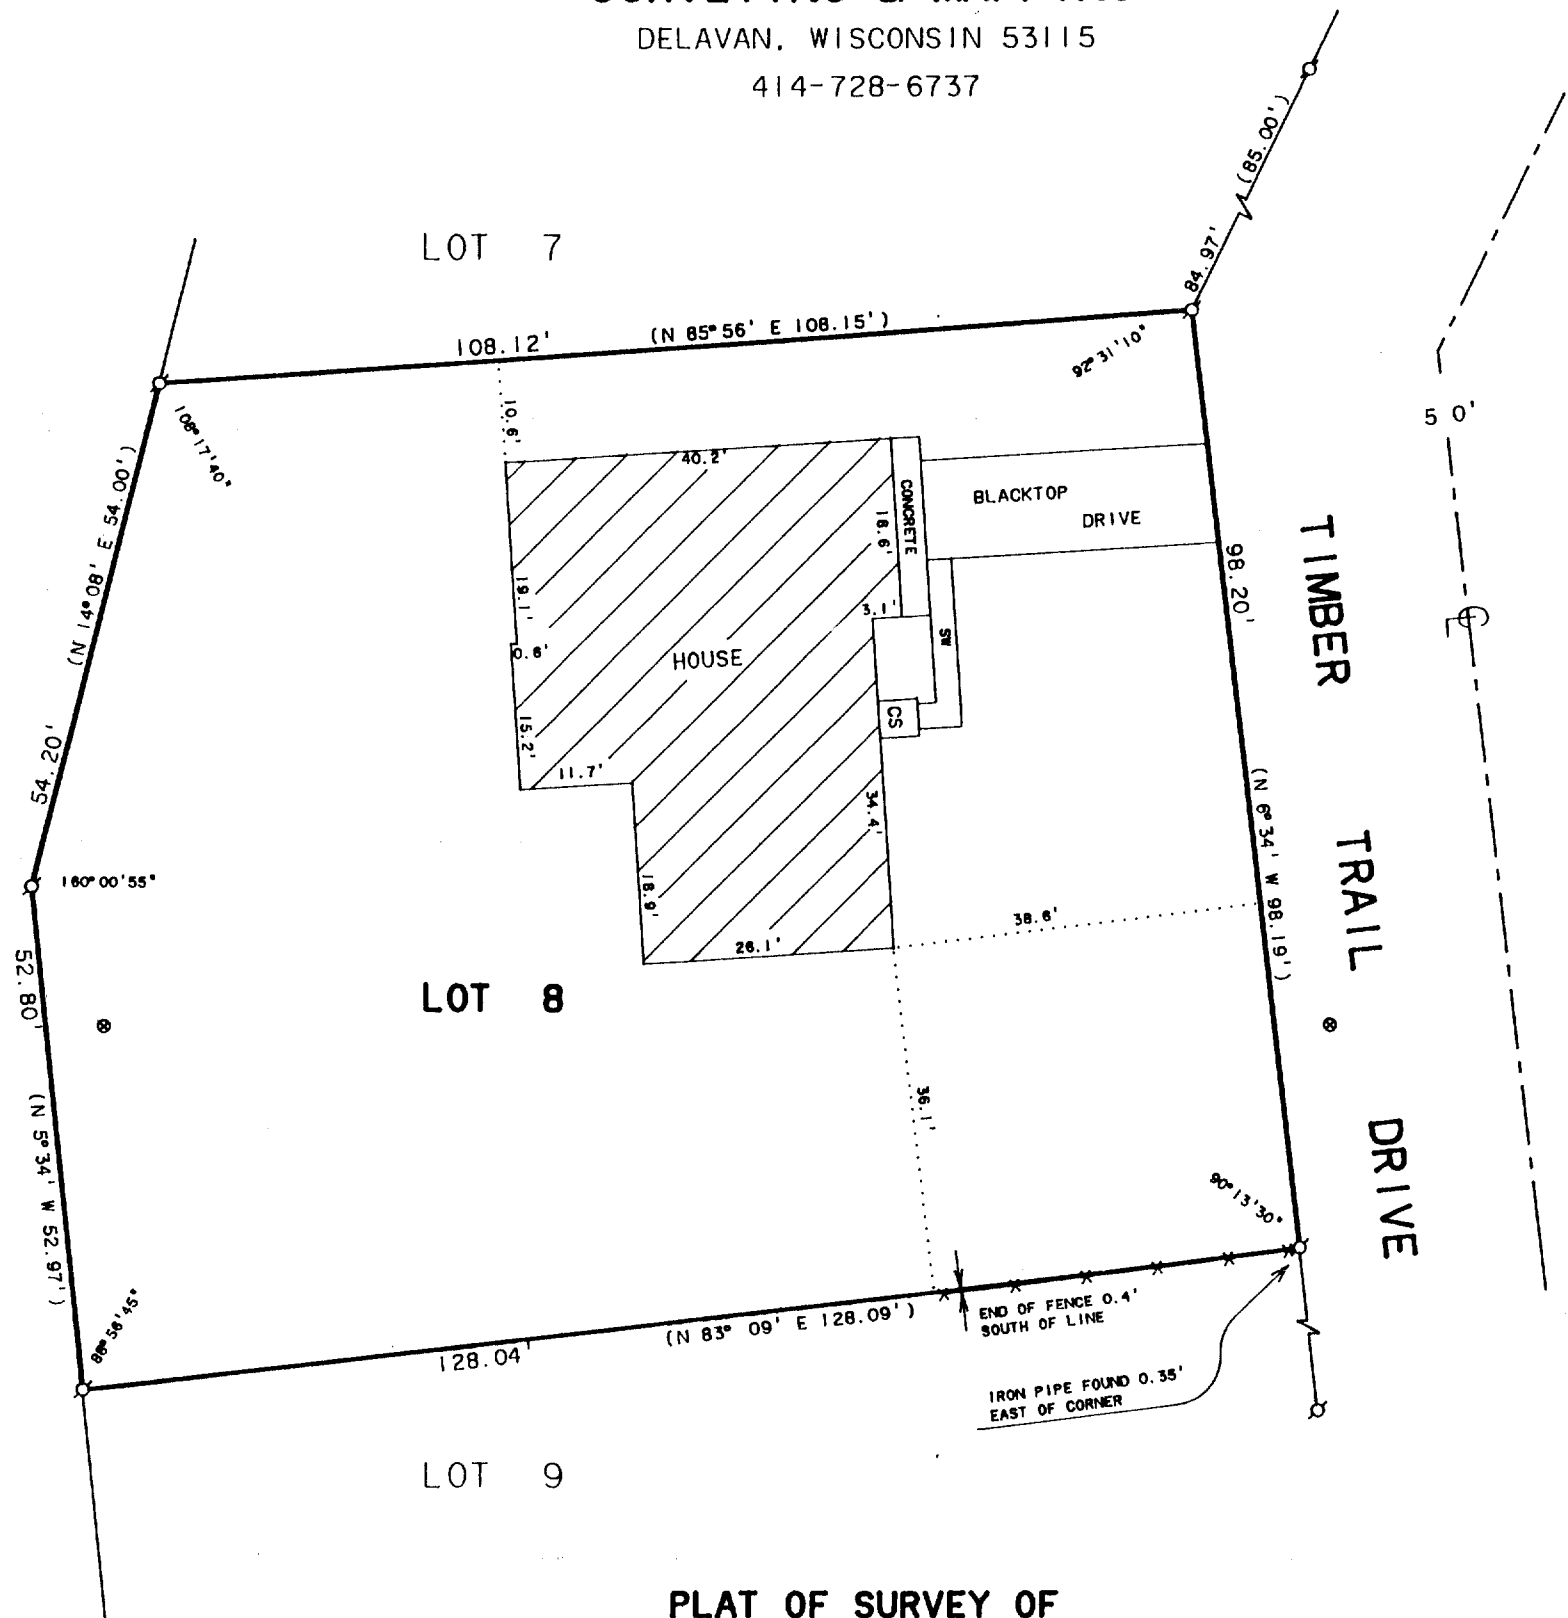 DELAVAN, WISCONSIN 53115
414-728-6737
(85.00')
84.97'
LOT 7
(N 85° 56' E 108.15')
108.12'
92° 31' 10"
108° 17' 40"
50'
10.6'
40.2'
CONCRETE
18.6'
BLACKTOP
DRIVE
(N 14° 08' E 54.00')
54.20'
19.1'
3.1'
SW
98.20'
TIMBER TRAIL DRIVE
CL
0.6'
HOUSE
CS
15.2'
11.7'
34.4'
(N 6° 34' W 98.19')
160° 00' 55"
18.9'
38.6'
26.1'
52.80'
LOT 8
36.1'
(N 5° 34' W 52.97')
90° 13' 30"
88° 56' 45"
END OF FENCE 0.4'
SOUTH OF LINE
(N 83° 09' E 128.09')
128.04'
IRON PIPE FOUND 0.35'
EAST OF CORNER
LOT 9
PLAT OF SURVEY OF